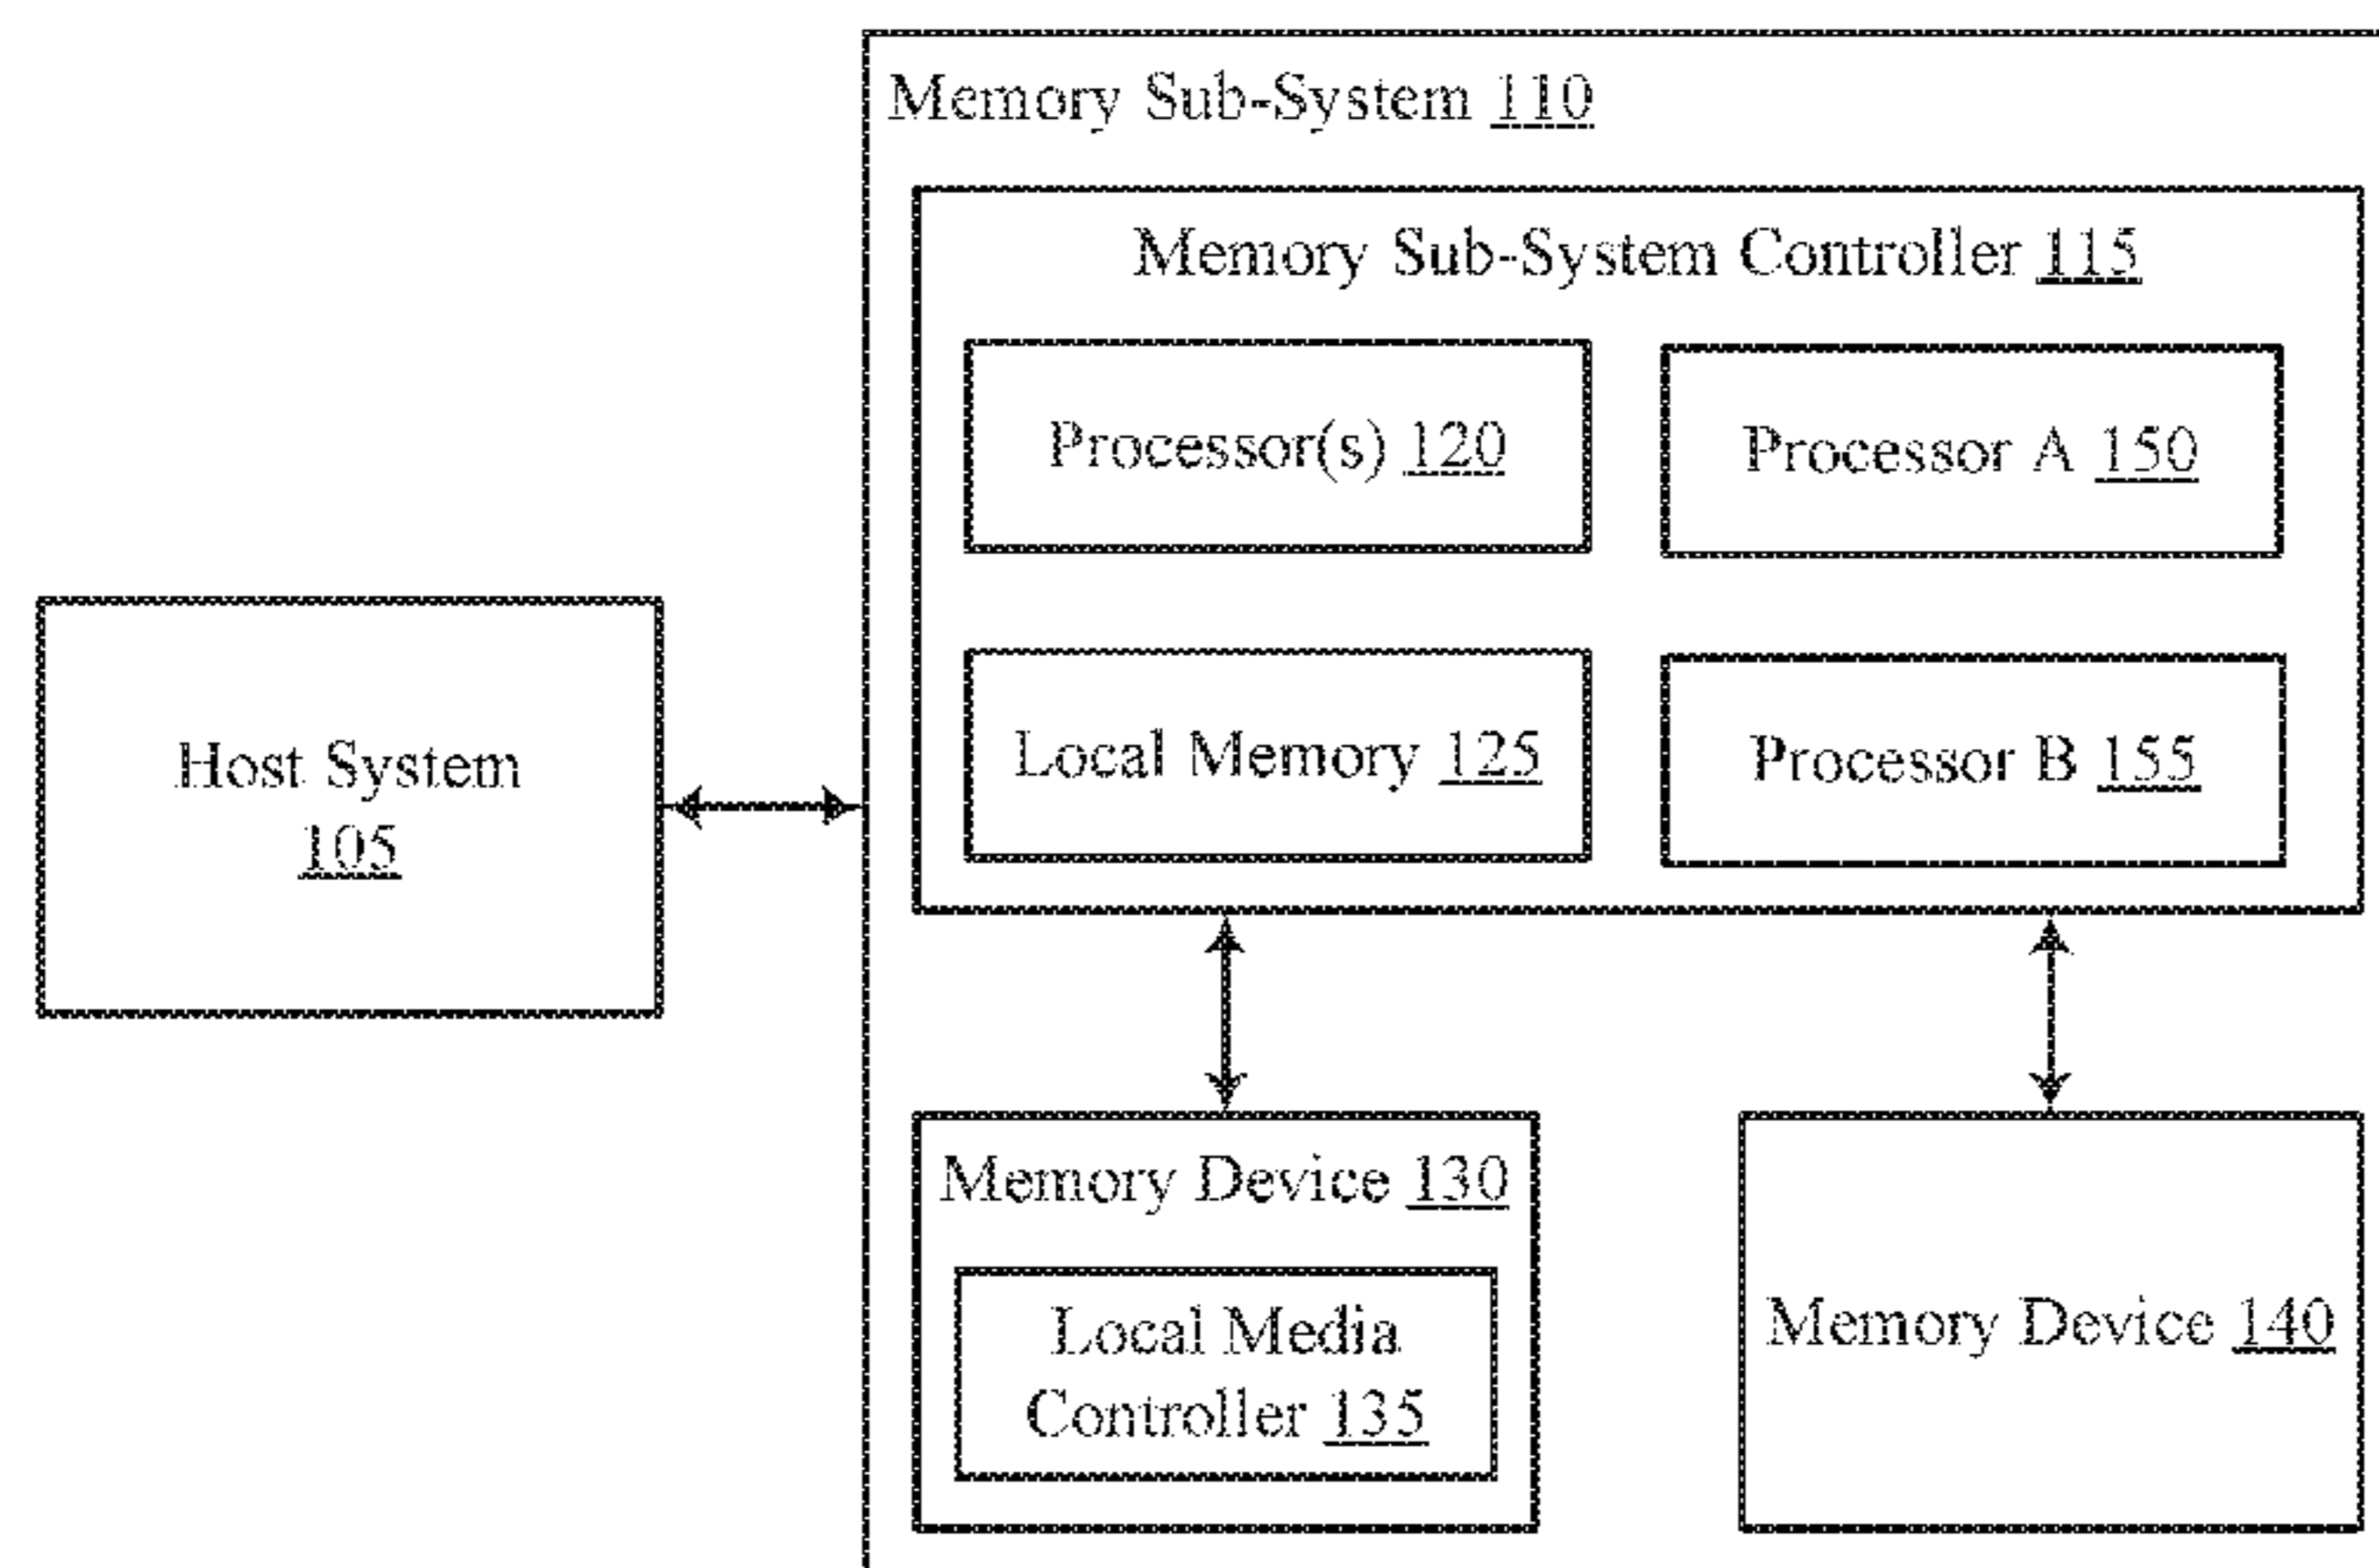 Memory Sub-System 110
Memory Sub-System Controller 115
Processor(s) 120
Processor A 150
Local Memory 125
Processor B 155
Host System
105
Memory Device 130
Local Media
Controller 135
Memory Device 140